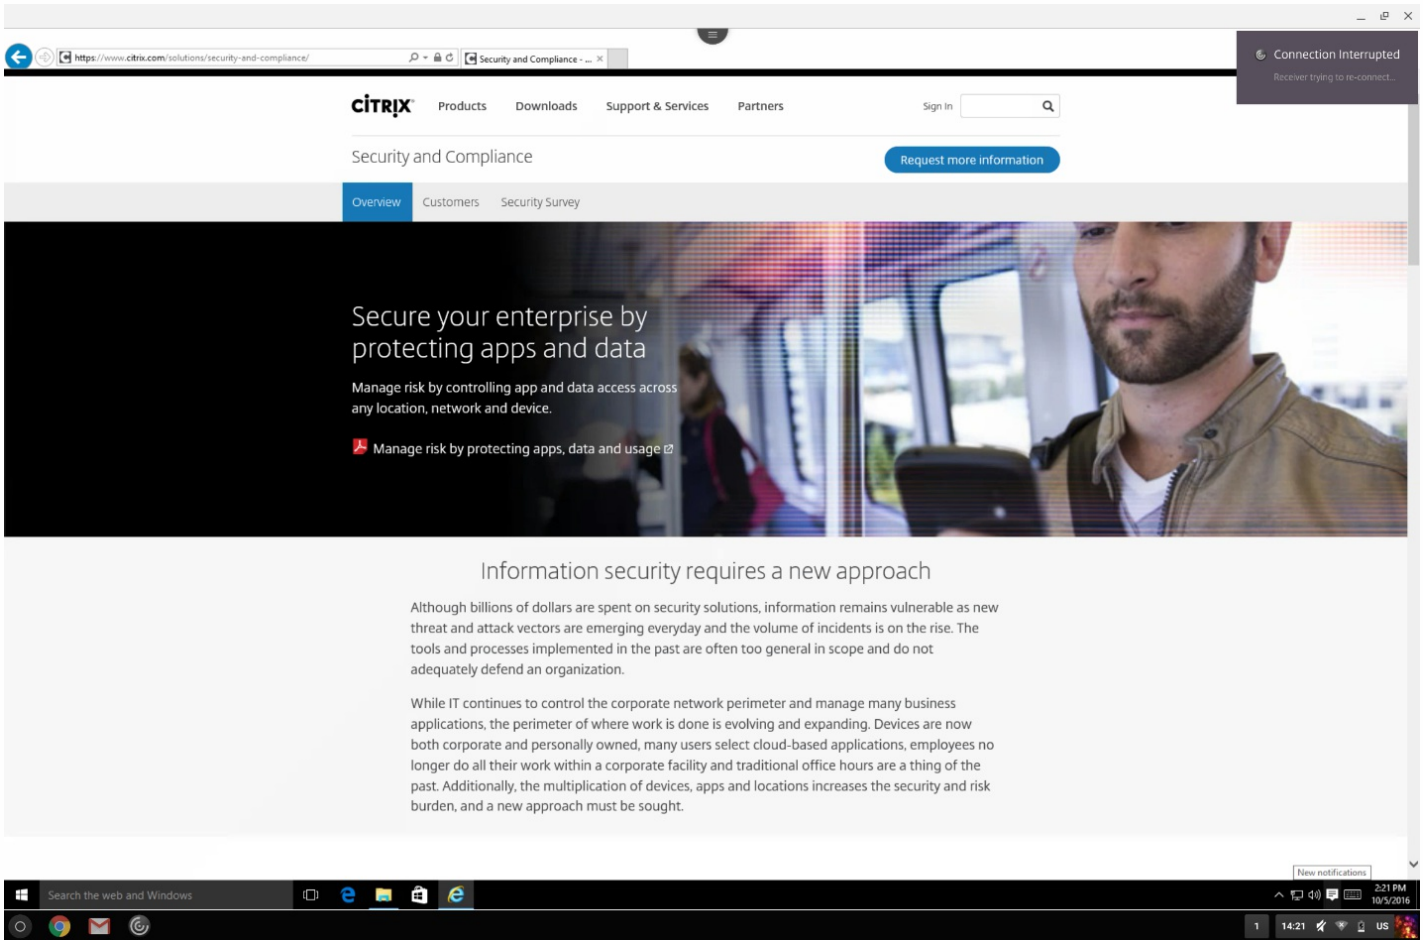 https://www.citrix.com/solutions/security-and-compliance/
Security and Compliance - ...
Connection Interrupted
Receiver trying to re-connect...
CİTRIX
Products
Downloads
Support & Services
Partners
Sign In
Security and Compliance
Request more information
Overview
Customers
Security Survey
Secure your enterprise by
protecting apps and data
Manage risk by controlling app and data access across
any location, network and device.
Manage risk by protecting apps, data and usage
Information security requires a new approach
Although billions of dollars are spent on security solutions, information remains vulnerable as new
threat and attack vectors are emerging everyday and the volume of incidents is on the rise. The
tools and processes implemented in the past are often too general in scope and do not
adequately defend an organization.
While IT continues to control the corporate network perimeter and manage many business
applications, the perimeter of where work is done is evolving and expanding. Devices are now
both corporate and personally owned, many users select cloud-based applications, employees no
longer do all their work within a corporate facility and traditional office hours are a thing of the
past. Additionally, the multiplication of devices, apps and locations increases the security and risk
burden, and a new approach must be sought.
New notifications
Search the web and Windows
2:21 PM
10/5/2016
1
14:21
US